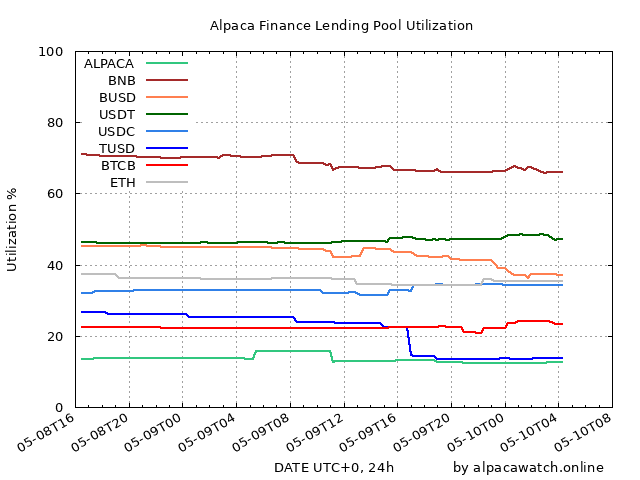 Alpaca Finance Lending Pool Utilization
Utilization %
100
80
60
40
20
0
ALPACA
BNB
BUSD
USDT
USDC
TUSD
BTCB
ETH
05-08T16
05-08T20
05-09T00
05-09T04
05-09T08
05-09T12
05-09T16
05-09T20
05-10T00
05-10T04
05-10T08
DATE UTC+0, 24h
by alpacawatch.online